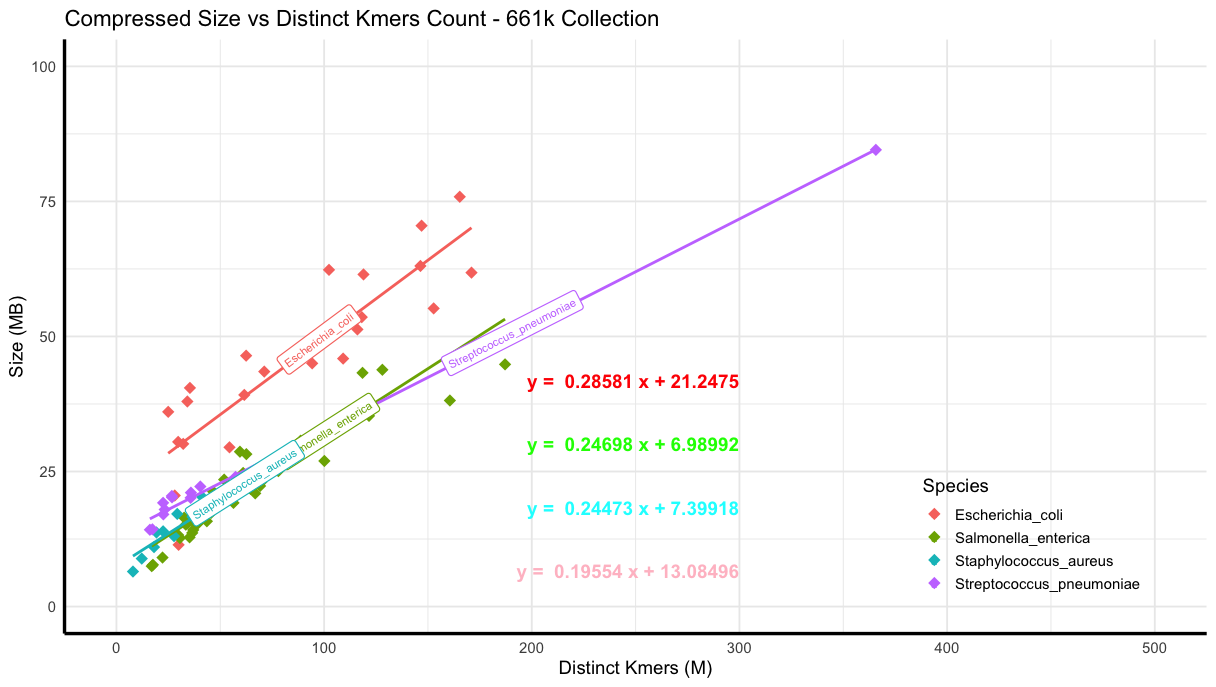 Compressed Size vs Distinct Kmers Count - 661k Collection
Size (MB)
100
75
50
25
0
Escherichia_coli
Streptococcus_pneumoniae
nonella_enterica
Staphylococcus_aureus
y = 0.28581 x + 21.2475
y = 0.24698 x + 6.98992
y = 0.24473 x + 7.39918
y = 0.19554 x + 13.08496
Species
Escherichia_coli
Salmonella_enterica
Staphylococcus_aureus
Streptococcus_pneumoniae
0 100 200 300 400 500
Distinct Kmers (M)